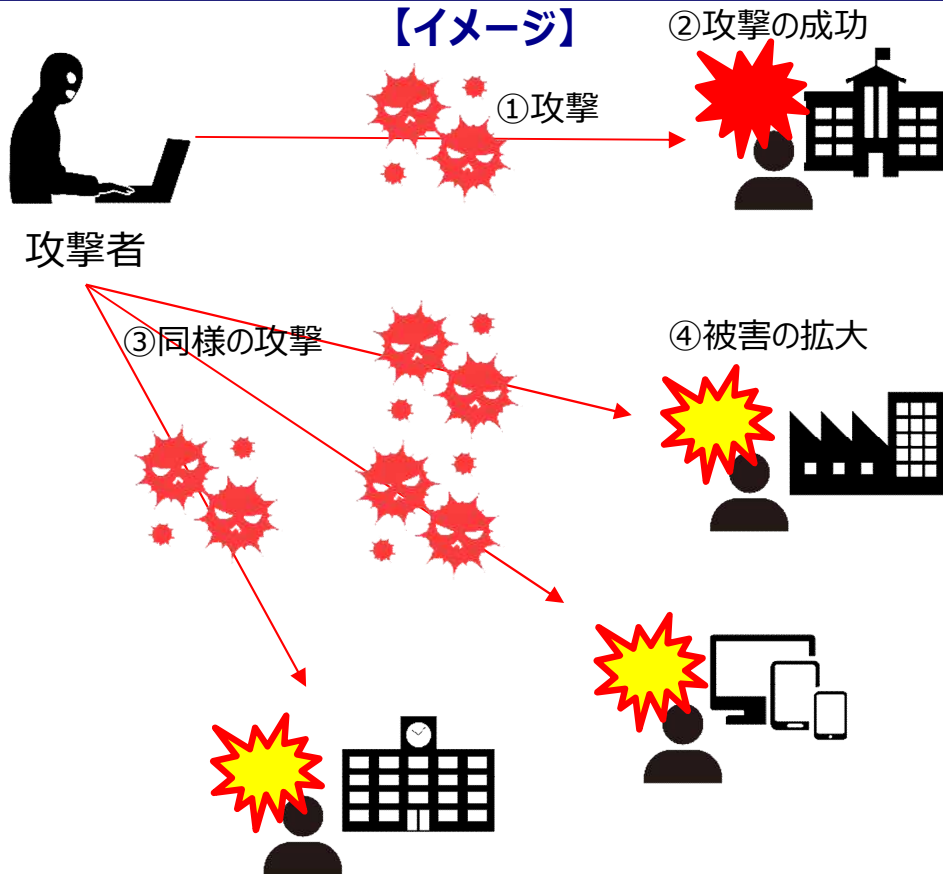 【イメージ】
②攻撃の成功
①攻撃
攻撃者
③同様の攻撃
④被害の拡大